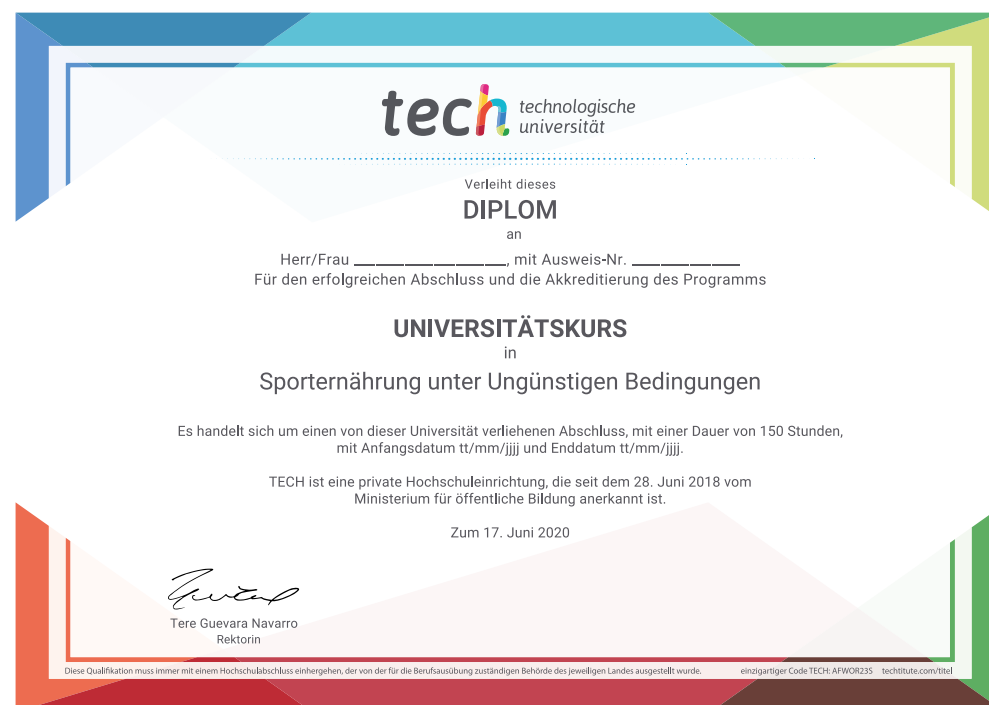 tech technologische
universität
Verleiht dieses
DIPLOM
an
Herr/Frau ________________, mit Ausweis-Nr. ___________
Für den erfolgreichen Abschluss und die Akkreditierung des Programms
UNIVERSITÄTSKURS
in
Sporternährung unter Ungünstigen Bedingungen
Es handelt sich um einen von dieser Universität verliehenen Abschluss, mit einer Dauer von 150 Stunden,
mit Anfangsdatum tt/mm/jjjj und Enddatum tt/mm/jjjj.
TECH ist eine private Hochschuleinrichtung, die seit dem 28. Juni 2018 vom
Ministerium für öffentliche Bildung anerkannt ist.
Zum 17. Juni 2020
Tere Guevara Navarro
Rektorin
Diese Qualifikation muss immer mit einem Hochschulabschluss einhergehen, der von der für die Berufsausübung zuständigen Behörde des jeweiligen Landes ausgestellt wurde. einzigartiger Code TECH: AFWOR235 techtitute.com/titel